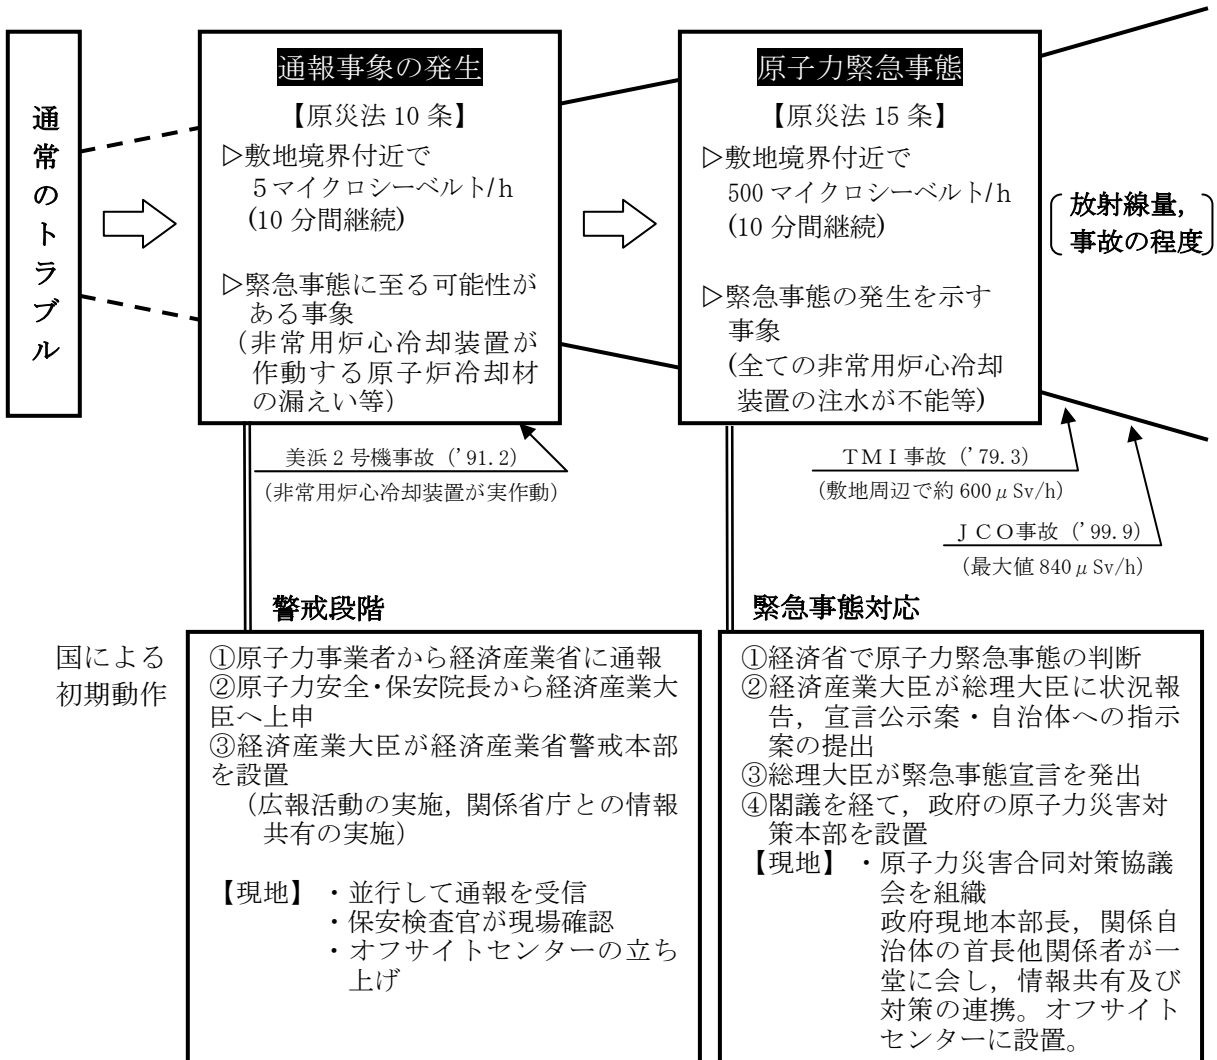 通常のトラブル
通報事象の発生
【原災法 10 条】
▷敷地境界付近で
5マイクロシーベルト/h
(10 分間継続)
▷緊急事態に至る可能性が
ある事象
（非常用炉心冷却装置が
作動する原子炉冷却材
の漏えい等）
原子力緊急事態
【原災法 15 条】
▷敷地境界付近で
500 マイクロシーベルト/h
(10 分間継続)
▷緊急事態の発生を示す
事象
(全ての非常用炉心冷却
装置の注水が不能等)
放射線量，
事故の程度
美浜２号機事故（’91.2）
(非常用炉心冷却装置が実作動）
ＴＭＩ事故（’79.3）
(敷地周辺で約 600μSv/h）
ＪＣＯ事故（’99.9）
（最大値 840μSv/h）
国による
初期動作
警戒段階
①原子力事業者から経済産業省に通報
②原子力安全・保安院長から経済産業大
臣へ上申
③経済産業大臣が経済産業省警戒本部
を設置
（広報活動の実施，関係省庁との情報
共有の実施）
【現地】・並行して通報を受信
・保安検査官が現場確認
・オフサイトセンターの立ち
上げ
緊急事態対応
①経済省で原子力緊急事態の判断
②経済産業大臣が総理大臣に状況報
告，宣言公示案・自治体への指示
案の提出
③総理大臣が緊急事態宣言を発出
④閣議を経て，政府の原子力災害対
策本部を設置
【現地】・原子力災害合同対策協議
会を組織
政府現地本部長，関係自
治体の首長他関係者が一
堂に会し，情報共有及び
対策の連携。オフサイト
センターに設置。